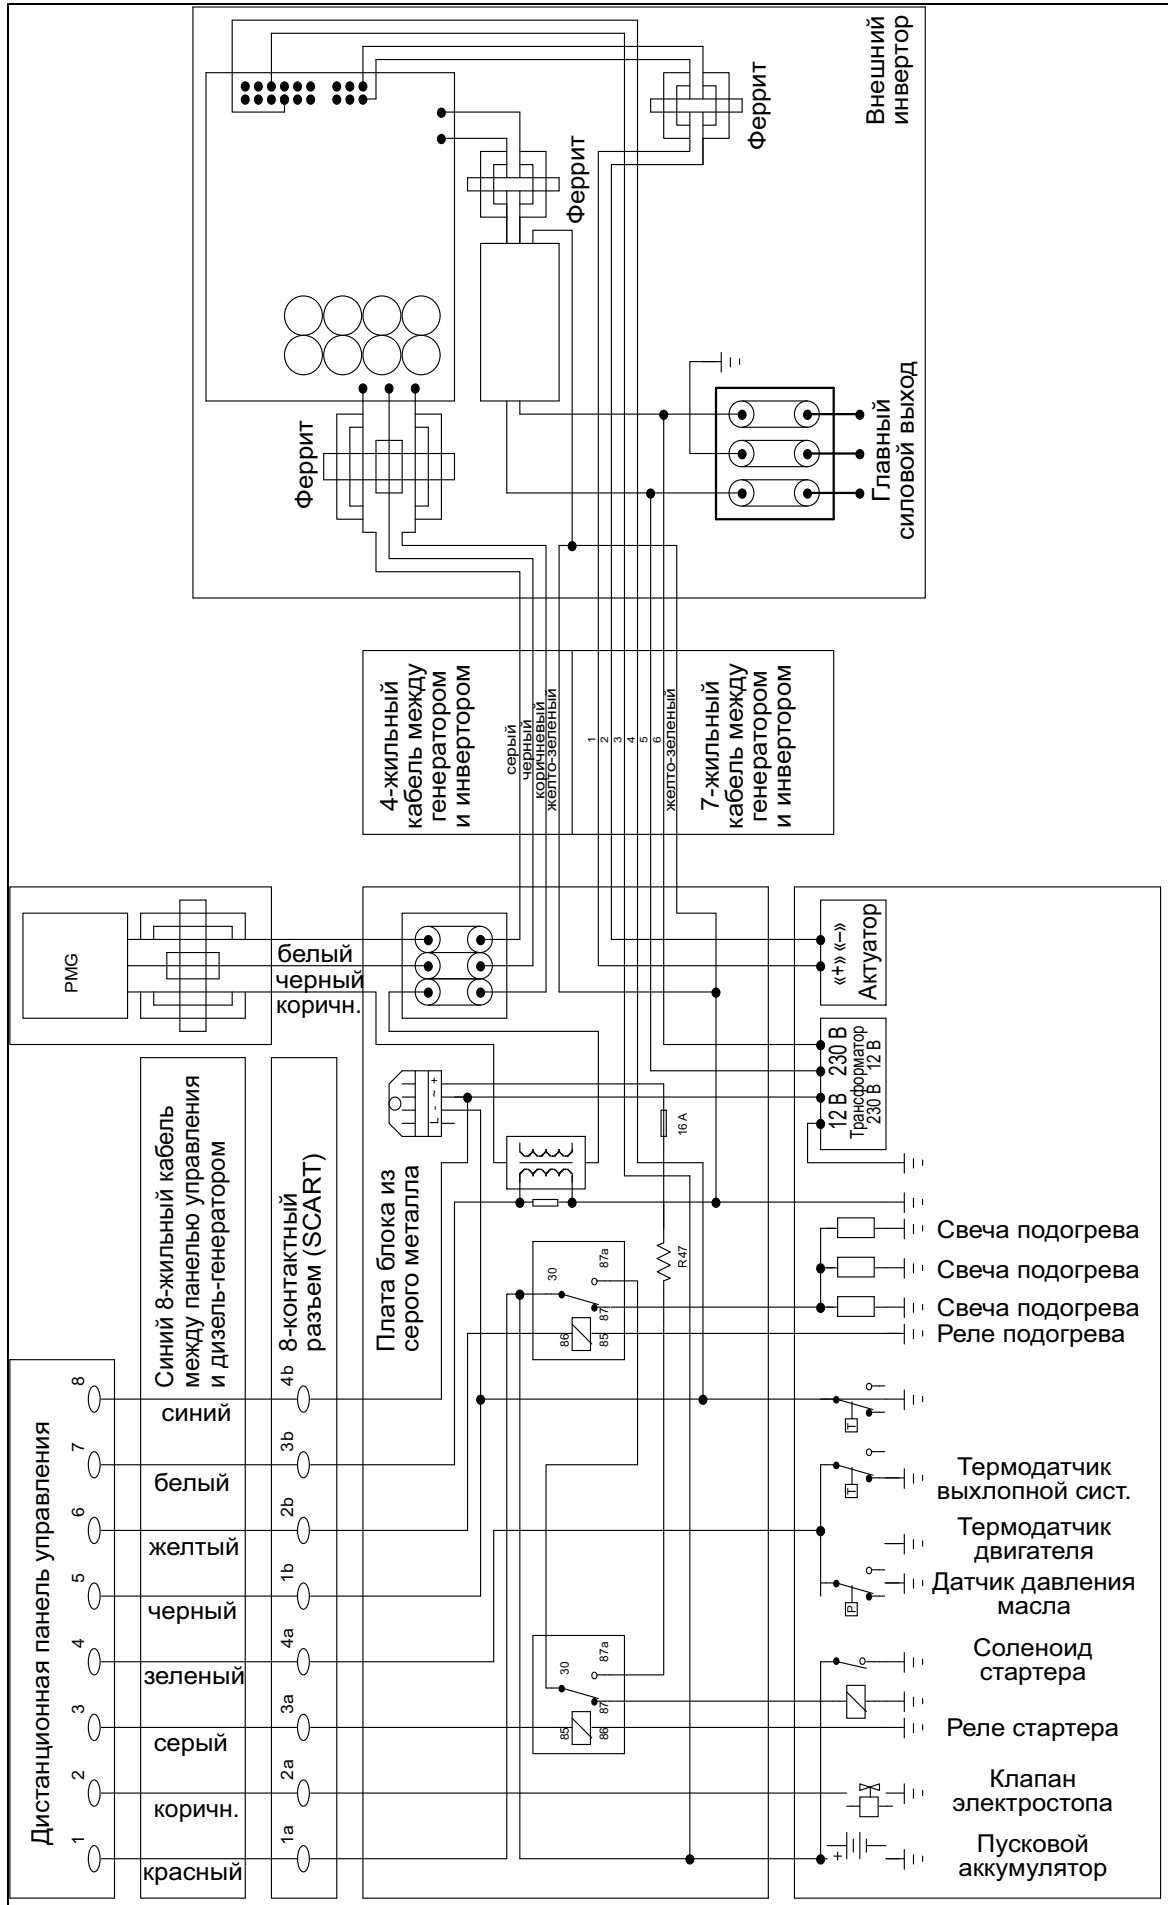 Внешний
инвертор
Феррит
Феррит
Феррит
Главный
силовой выход
4-жильный
кабель между
генератором
и инвертором
серый
черный
коричневый
желто-зеленый
1
2
3
4
5
6
желто-зеленый
7-жильный
кабель между
генератором
и инвертором
PMG
белый
черный
коричн.
«+» «–»
Актуатор
12 В 230 В
Трансформатор
230 В 12 В
Синий 8-жильный кабель
между панелью управления
и дизель-генератором
8-контактный
разъем (SCART)
Плата блока из
серого металла
L - ~ +
16 A
R47
30
87a
86
85
87
Свеча подогрева
Свеча подогрева
Свеча подогрева
Реле подогрева
Дистанционная панель управления
8
синий
4b
7
белый
3b
6
желтый
2b
5
черный
1b
4
зеленый
4a
3
серый
3a
2
коричн.
2a
1
красный
1a
T
T
P
Термодатчик
выхлопной сист.
Термодатчик
двигателя
Датчик давления
масла
30
87a
85
86
87
Соленоид
стартера
Реле стартера
Клапан
электростопа
+
Пусковой
аккумулятор